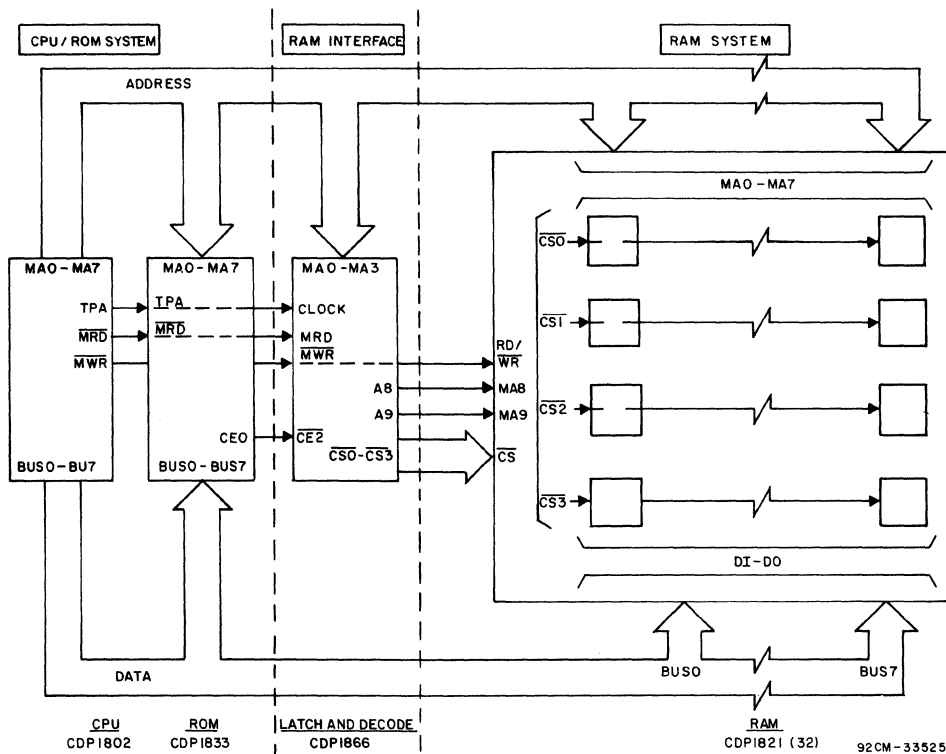 CPU / ROM SYSTEM
RAM INTERFACE
RAM SYSTEM
ADDRESS
MA0-MA7
MA0-MA7
MA0-MA7
MA0-MA3
TPA
TPA
CLOCK
MRD
MRD
MRD
MWR
MWR
RD/
WR
A8
MA8
A9
MA9
CEO
CE2
CS0-CS3
CS
BUS0-BU7
BUS0-BUS7
CS0
CS1
CS2
CS3
DI-DO
BUS0
BUS7
DATA
CPU
CDP1802
ROM
CDP1833
LATCH AND DECODE
CDP1866
RAM
CDP1821 (32)
92CM-33525